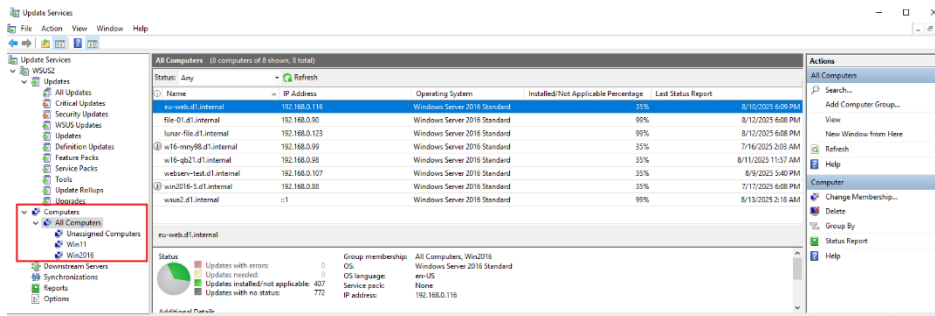 Update Services
File Action View Window Help
Update Services
WSUS2
Updates
All Updates
Critical Updates
Security Updates
WSUS Updates
Updates
Definition Updates
Feature Packs
Service Packs
Tools
Update Rollups
Upgrades
Computers
All Computers
Unassigned Computers
Win11
Win2016
Downstream Servers
Synchronizations
Reports
Options
All Computers (8 computers of 8 shown, 8 total)
Status: Any Refresh
Name IP Address Operating System Installed/Not Applicable Percentage Last Status Report
eu-web.d1.internal 192.168.0.116 Windows Server 2016 Standard 35% 8/10/2025 6:09 PM
file-01.d1.internal 192.168.0.90 Windows Server 2016 Standard 99% 8/12/2025 6:08 PM
lunar-file.d1.internal 192.168.0.123 Windows Server 2016 Standard 99% 8/12/2025 6:08 PM
w16-mny98.d1.internal 192.168.0.99 Windows Server 2016 Standard 35% 7/16/2025 2:03 AM
w16-qb21.d1.internal 192.168.0.98 Windows Server 2016 Standard 35% 8/11/2025 11:57 AM
webserv-test.d1.internal 192.168.0.107 Windows Server 2016 Standard 35% 8/9/2025 5:40 PM
win2016-5.d1.internal 192.168.0.88 Windows Server 2016 Standard 35% 7/17/2025 6:08 PM
wsus2.d1.internal ::1 Windows Server 2016 Standard 99% 8/13/2025 2:18 AM
eu-web.d1.internal
Status
Updates with errors: 0
Updates needed: 0
Updates installed/not applicable: 407
Updates with no status: 772
Group membership: All Computers, Win2016
OS: Windows Server 2016 Standard
OS language: en-US
Service pack: None
IP address: 192.168.0.116
Additional Details
Actions
All Computers
Search...
Add Computer Group...
View
New Window from Here
Refresh
Help
Computer
Change Membership...
Delete
Group By
Status Report
Help